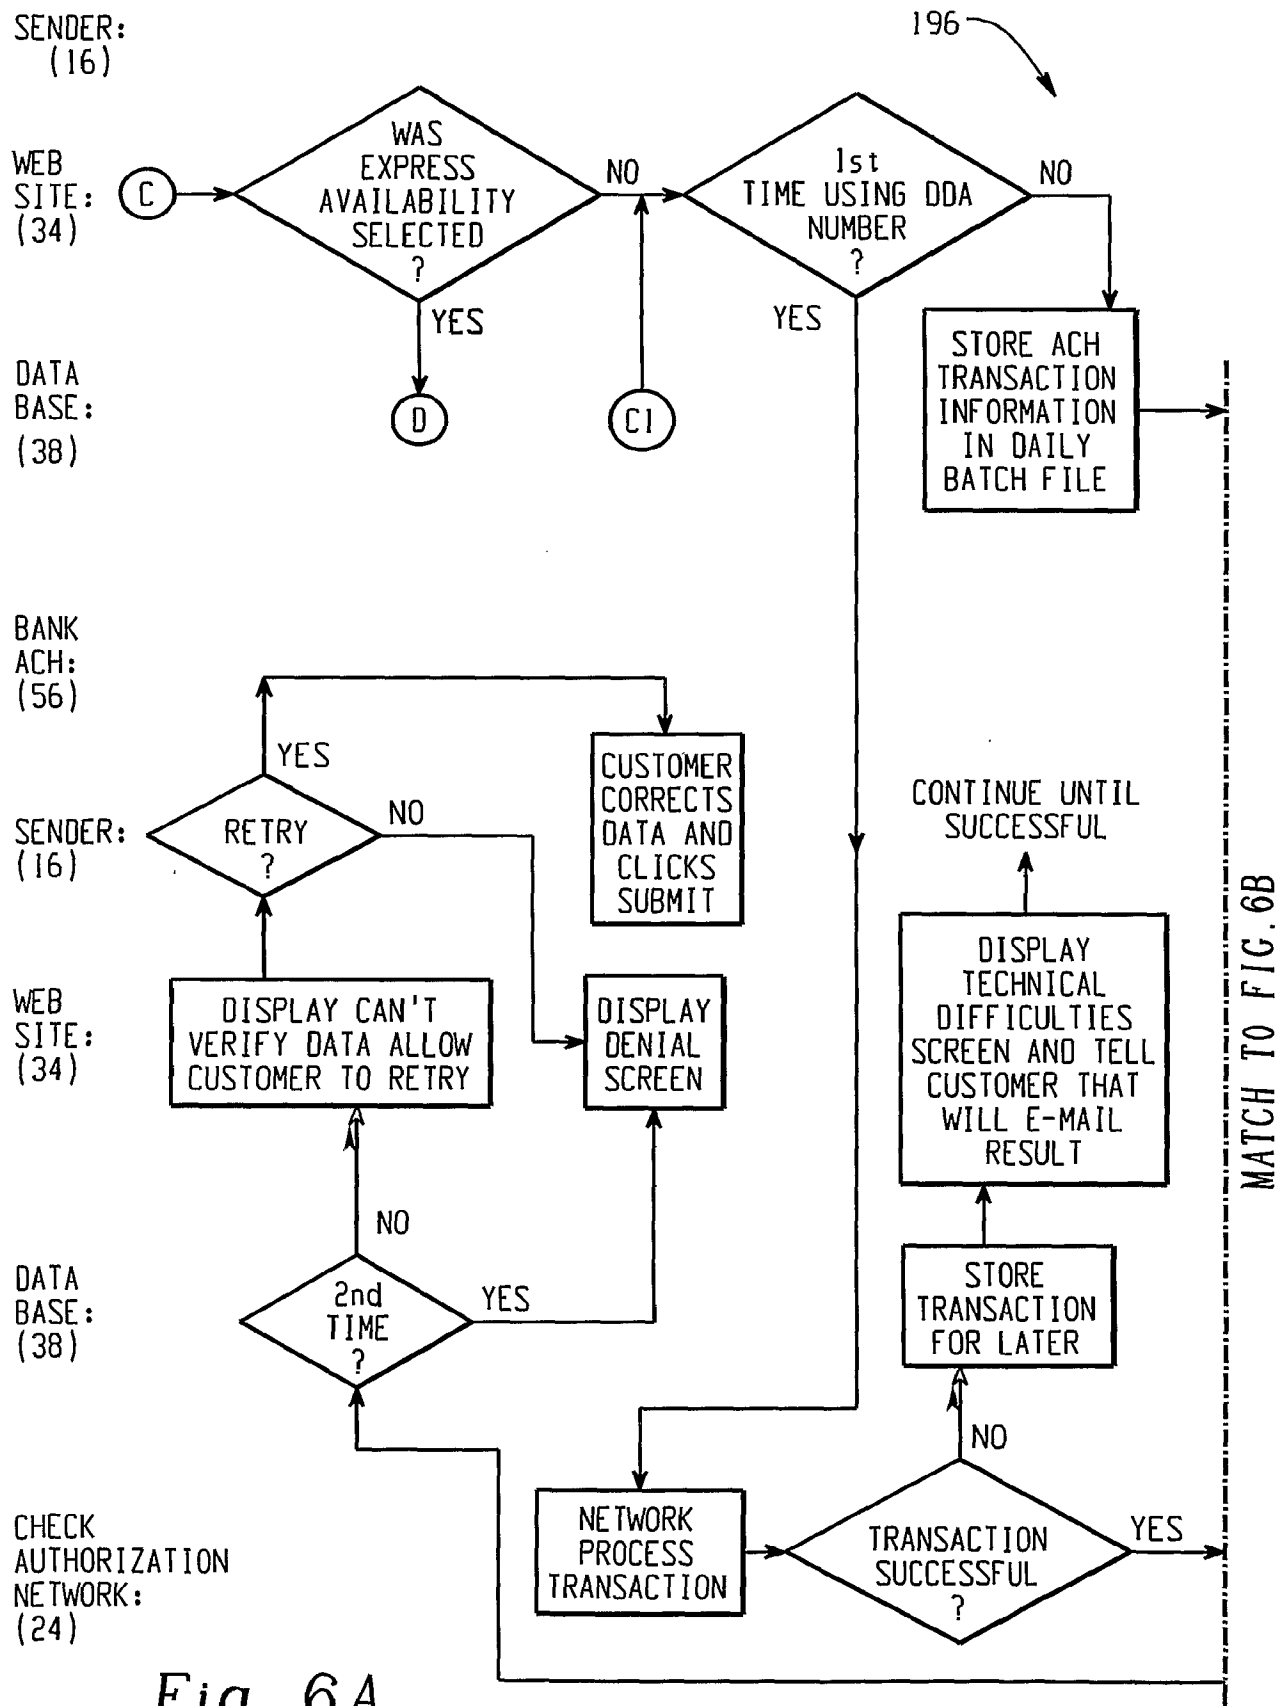 SENDER:
(16)
196
WEB
SITE:
(34)
C
WAS
EXPRESS
AVAILABILITY
SELECTED
?
NO
YES
1st
TIME USING DDA
NUMBER
?
NO
YES
DATA
BASE:
(38)
D
C1
STORE ACH
TRANSACTION
INFORMATION
IN DAILY
BATCH FILE
BANK
ACH:
(56)
SENDER:
(16)
YES
RETRY
?
NO
CUSTOMER
CORRECTS
DATA AND
CLICKS
SUBMIT
CONTINUE UNTIL
SUCCESSFUL
WEB
SITE:
(34)
DISPLAY CAN'T
VERIFY DATA ALLOW
CUSTOMER TO RETRY
DISPLAY
DENIAL
SCREEN
DISPLAY
TECHNICAL
DIFFICULTIES
SCREEN AND TELL
CUSTOMER THAT
WILL E-MAIL
RESULT
MATCH TO FIG. 6B
DATA
BASE:
(38)
NO
2nd
TIME
?
YES
STORE
TRANSACTION
FOR LATER
NO
CHECK
AUTHORIZATION
NETWORK:
(24)
NETWORK
PROCESS
TRANSACTION
TRANSACTION
SUCCESSFUL
?
YES
Fig. 6A